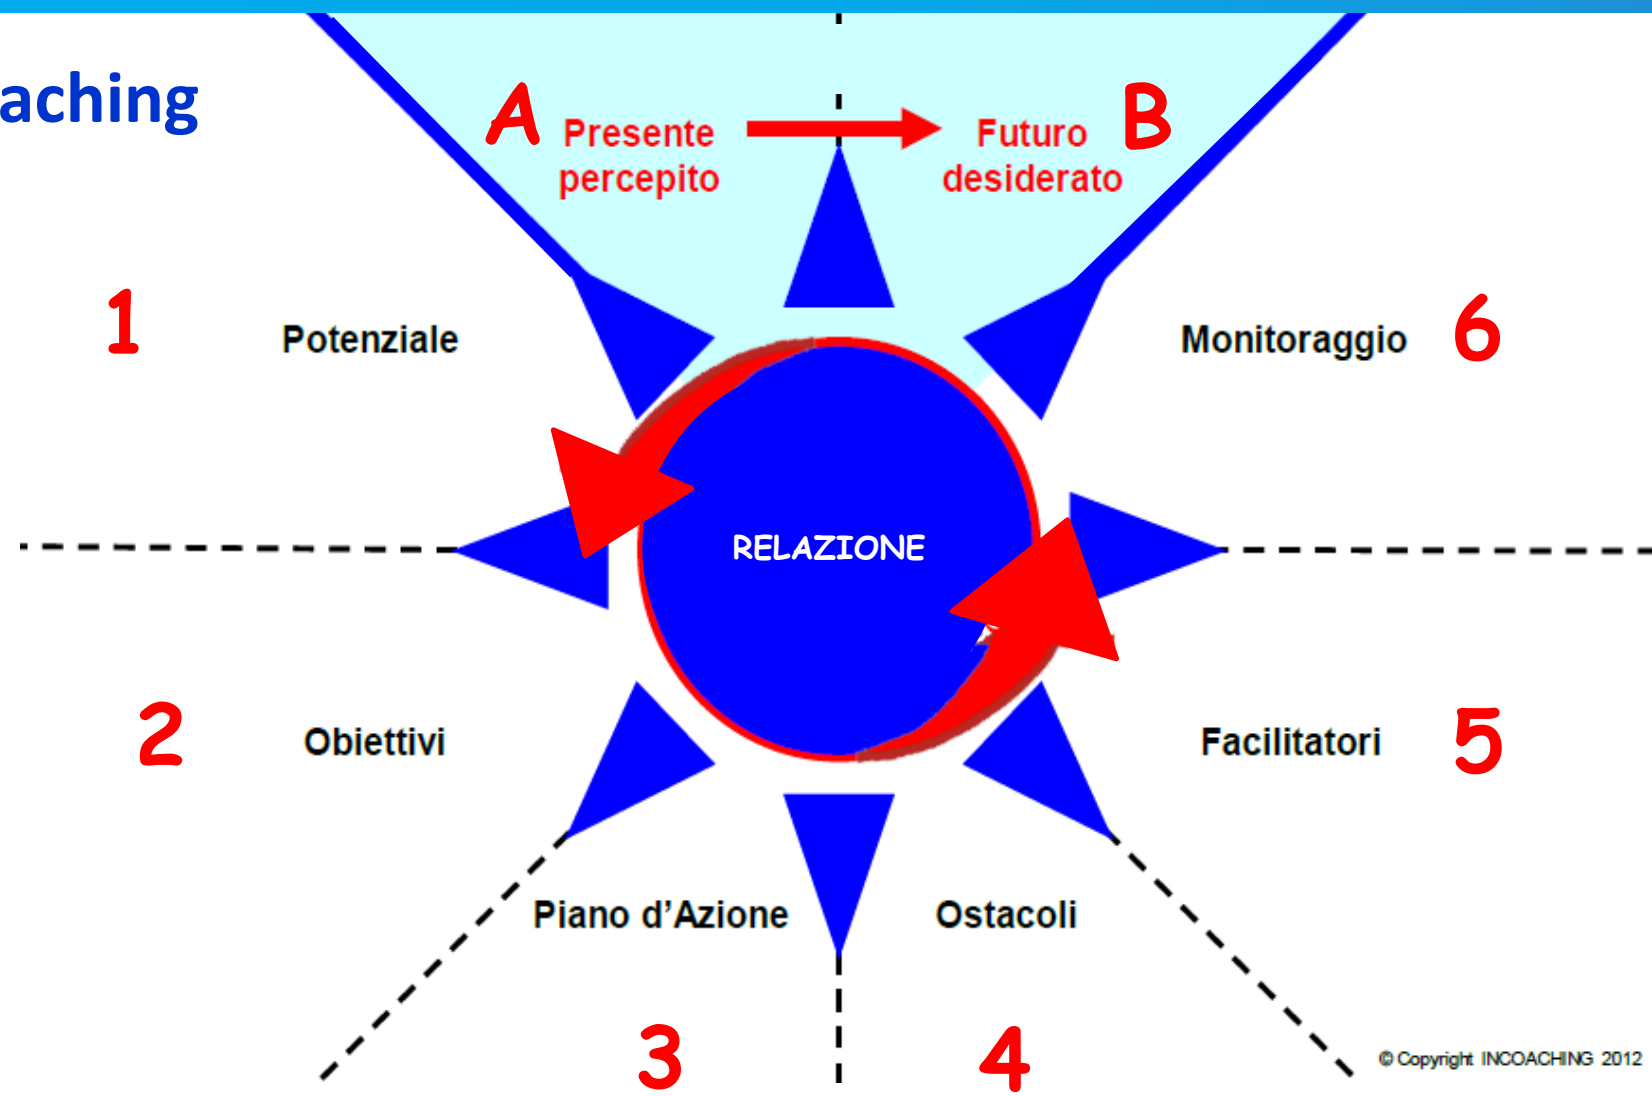 aching
A
Presente
percepito
Futuro
desiderato
B
1
Potenziale
Monitoraggio
6
RELAZIONE
2
Obiettivi
Facilitatori
5
Piano d’Azione
Ostacoli
3
4
© Copyright INCOACHING 2012